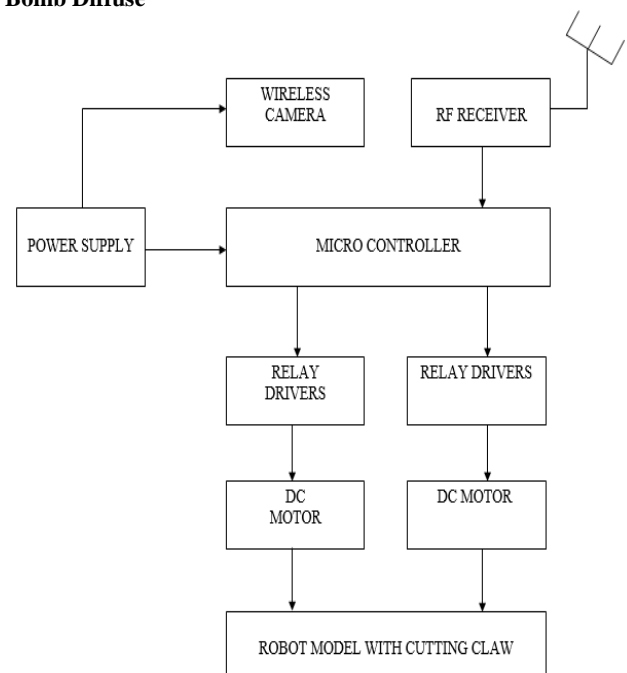 Bomb Diffuse
WIRELESS
CAMERA
RF RECEIVER
POWER SUPPLY
MICRO CONTROLLER
RELAY
DRIVERS
RELAY DRIVERS
DC
MOTOR
DC MOTOR
ROBOT MODEL WITH CUTTING CLAW